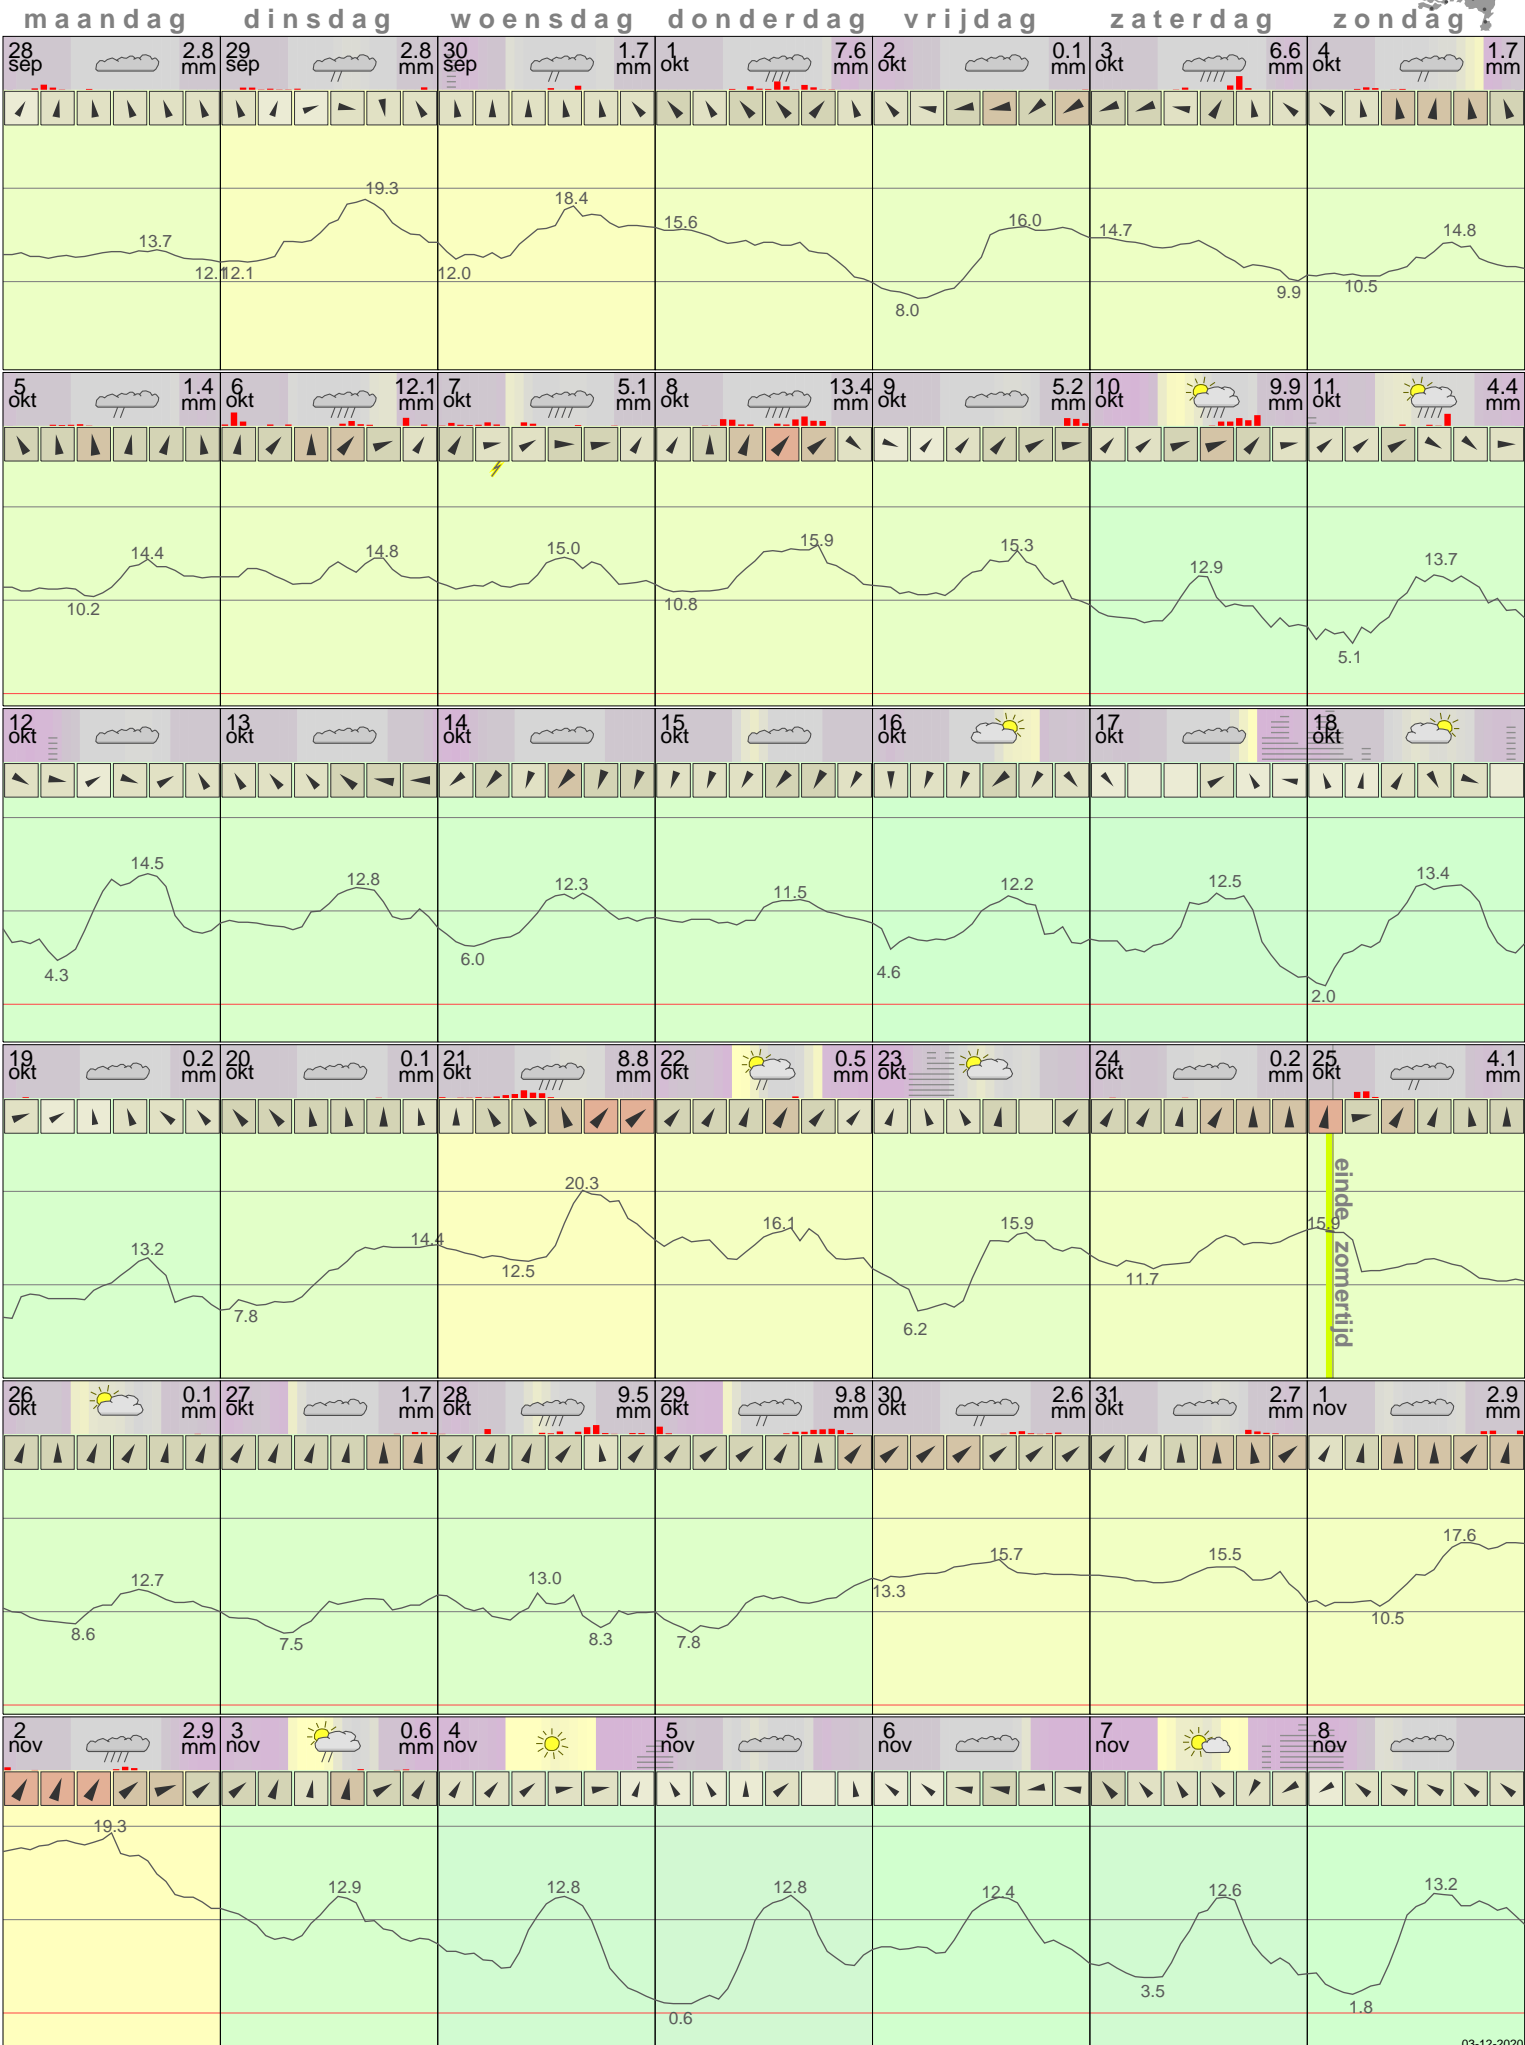 maandag dinsdag woensdag donderdag vrijdag zaterdag zondag
28 2.8 29 2.8 30 1.7 1 7.6 2 0.1 3 6.6 4 1.7
sep mm sep mm sep mm okt mm okt mm okt mm okt mm
19.3
18.4
15.6 16.0
14.7 14.8
13.7
12.1 12.1 12.0
10.5
9.9
8.0
5 1.4 6 12.1 7 5.1 8 13.4 9 5.2 10 9.9 11 4.4
okt mm okt mm okt mm okt mm okt mm okt mm okt mm
15.9
15.3
14.4 14.8 15.0
13.7
12.9
10.8
10.2
5.1
12 13 14 15 16 17 18
okt okt okt okt okt okt okt
14.5
12.8 13.4
12.3 11.5 12.2 12.5
6.0
4.3 4.6
2.0
19 0.2 20 0.1 21 8.8 22 0.5 23 24 0.2 25 4.1
okt mm okt mm okt mm okt mm okt okt mm okt mm
einde zomertijd
20.3
16.1 15.9 15.9
14.4
13.2
12.5
11.7
7.8
6.2
26 0.1 27 1.7 28 9.5 29 9.8 30 2.6 31 2.7 1 2.9
okt mm okt mm okt mm okt mm okt mm okt mm nov mm
17.6
15.7 15.5
12.7 13.0 13.3
10.5
8.6 7.5 8.3 7.8
2 2.9 3 0.6 4 5 6 7 8
nov mm nov mm nov nov nov nov nov
19.3
12.9 12.8 12.8 12.4 12.6 13.2
3.5
1.8
0.6
03-12-2020